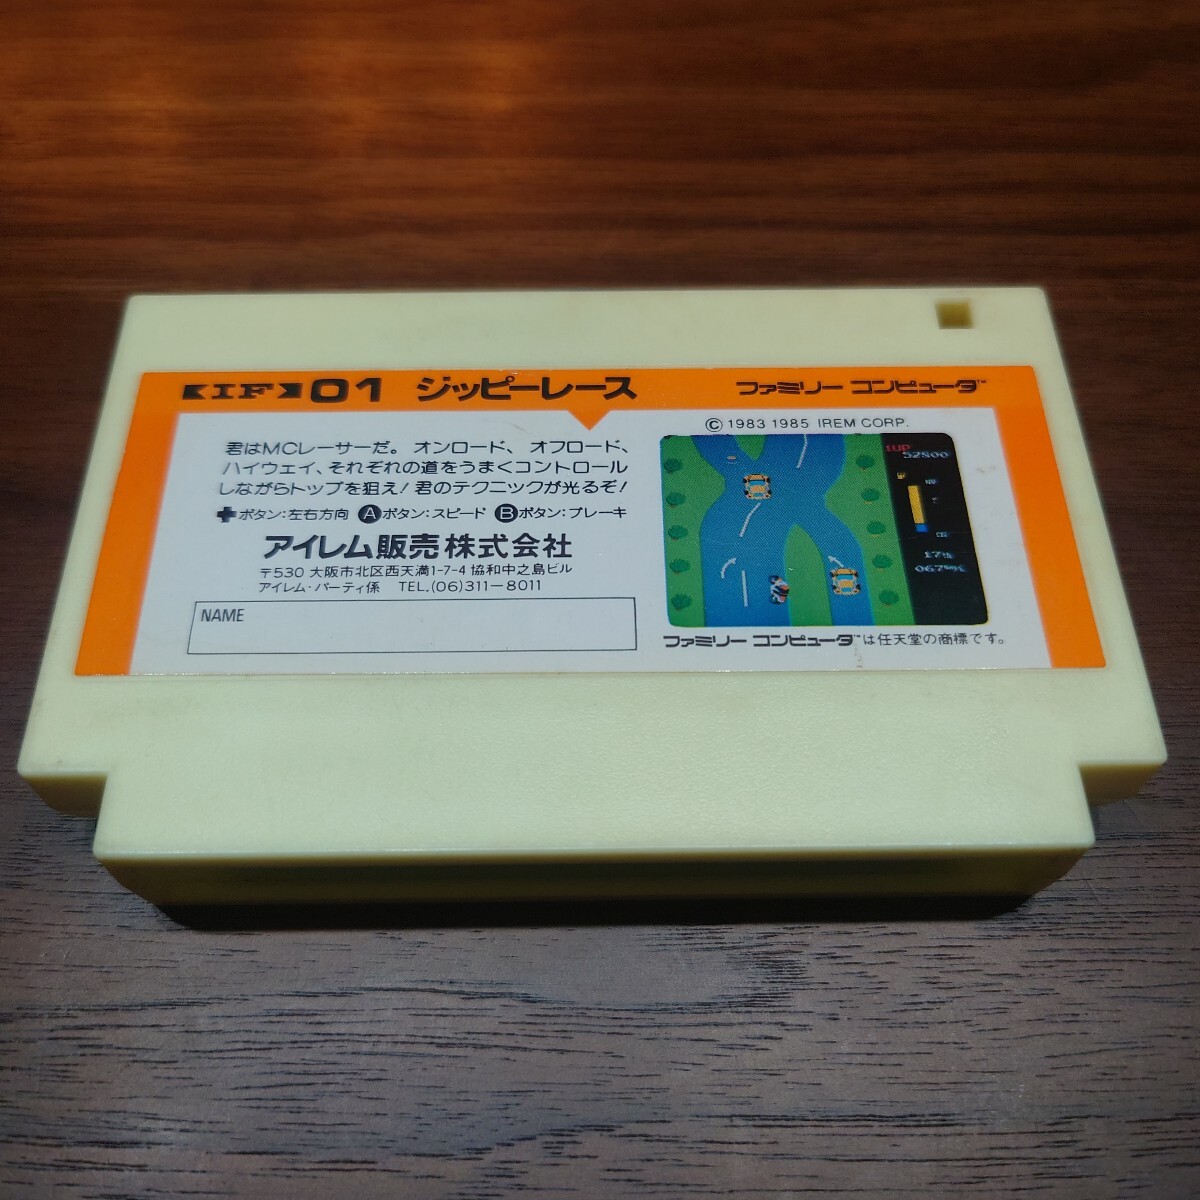 IF 01 ジッピーレース ファミリー コンピュータ™
君はMCレーサーだ。オンロード、オフロード、
ハイウェイ、それぞれの道をうまくコントロール
しながらトップを狙え!君のテクニックが光るぞ!
✚ボタン:左右方向 Ⓐボタン:スピード Ⓑボタン:ブレーキ
アイレム販売株式会社
〒530 大阪市北区西天満1-7-4 協和中之島ビル
アイレム・パーティ係 TEL.(06)311-8011
NAME
© 1983 1985 IREM CORP.
1UP
52800
17th
ファミリー コンピュータ™は任天堂の商標です。